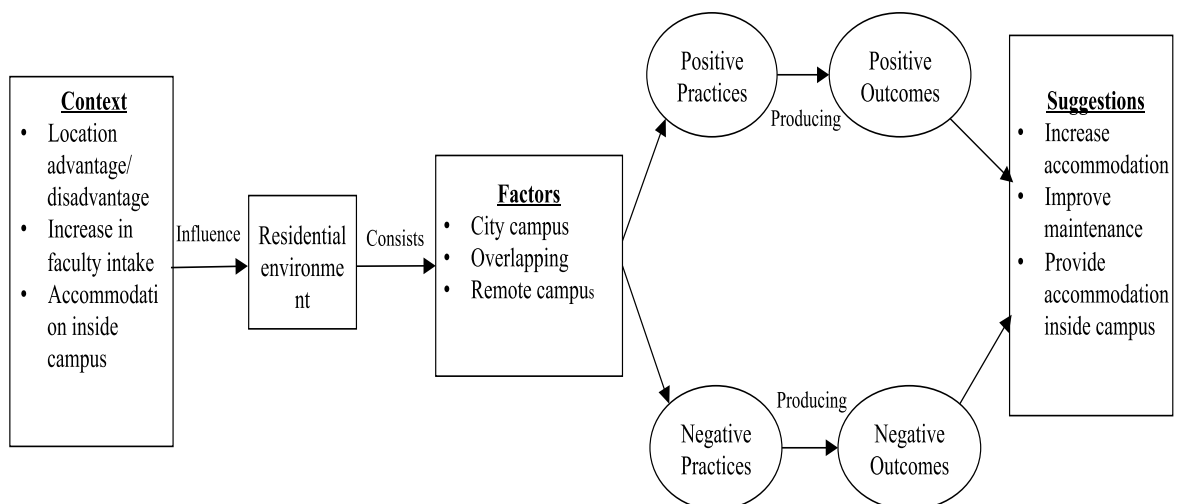 Context
• Location
advantage/
disadvantage
• Increase in
faculty intake
• Accommodati
on inside
campus
Influence
Residential
environme
nt
Consists
Factors
• City campus
• Overlapping
• Remote campus
Positive
Practices
Producing
Positive
Outcomes
Negative
Practices
Producing
Negative
Outcomes
Suggestions
• Increase
accommodation
• Improve
maintenance
• Provide
accommodation
inside campus